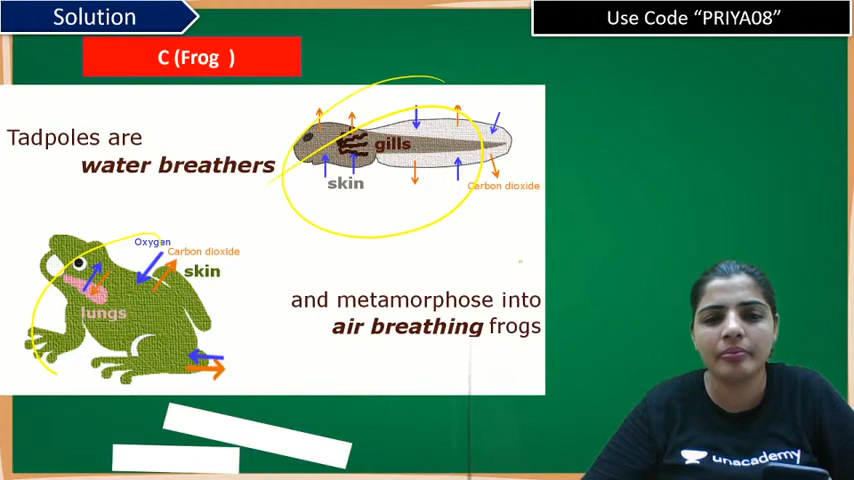 Solution
Use Code “PRIYA08”
C (Frog )
Tadpoles are
water breathers
gills
skin
Carbon dioxide
Oxygen
Carbon dioxide
skin
lungs
and metamorphose into
air breathing frogs
unacademy